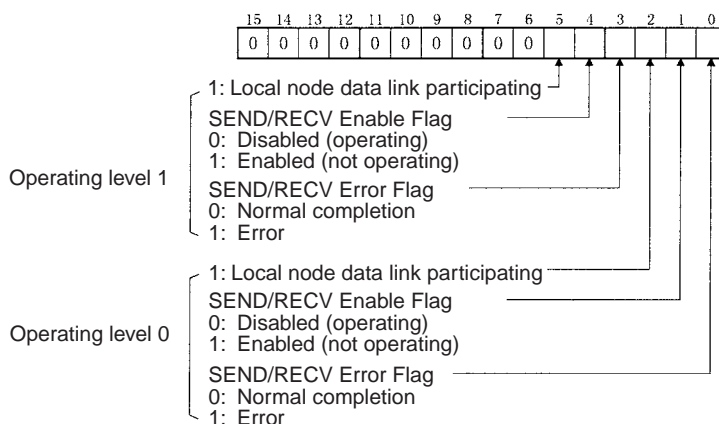 15 14 13 12 11 10 9 8 7 6 5 4 3 2 1 0
0 0 0 0 0 0 0 0 0 0
1: Local node data link participating
SEND/RECV Enable Flag
0: Disabled (operating)
1: Enabled (not operating)
Operating level 1
SEND/RECV Error Flag
0: Normal completion
1: Error
1: Local node data link participating
SEND/RECV Enable Flag
0: Disabled (operating)
Operating level 0
1: Enabled (not operating)
SEND/RECV Error Flag
0: Normal completion
1: Error